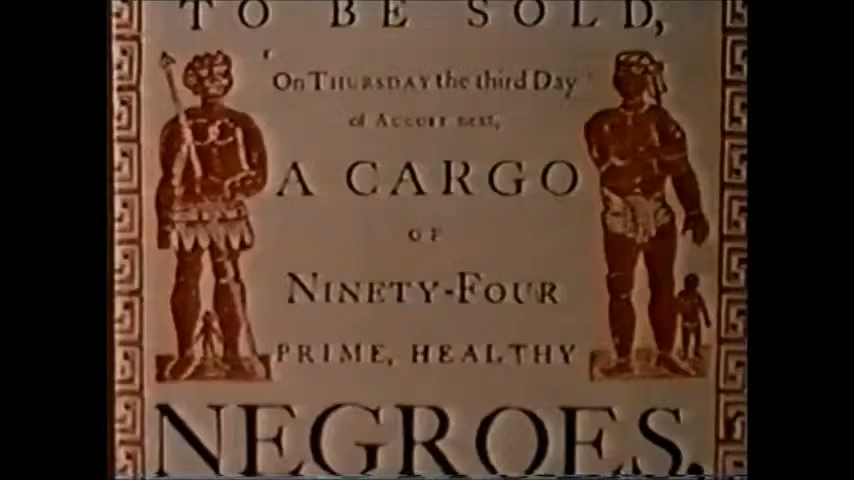 TO BE SOLD,
On THURSDAY the third Day
of AUGUST next,
A CARGO
OF
NINETY-FOUR
PRIME, HEALTHY
NEGROES,